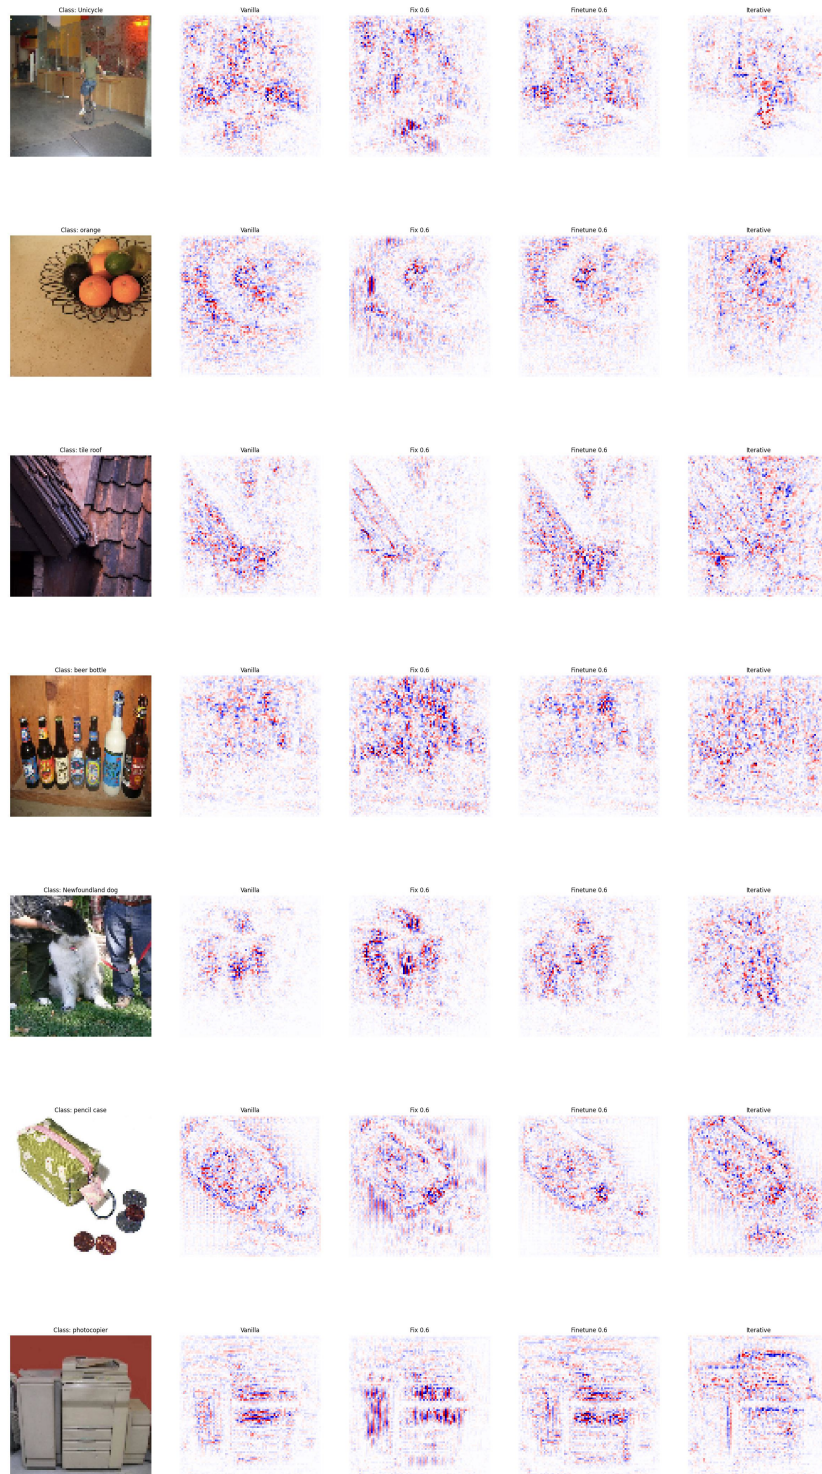 Class: Unicycle
Vanilla
Fix 0.6
Finetune 0.6
Iterative
Class: orange
Vanilla
Fix 0.6
Finetune 0.6
Iterative
Class: tile roof
Vanilla
Fix 0.6
Finetune 0.6
Iterative
Class: beer bottle
Vanilla
Fix 0.6
Finetune 0.6
Iterative
Class: Newfoundland dog
Vanilla
Fix 0.6
Finetune 0.6
Iterative
Class: pencil case
Vanilla
Fix 0.6
Finetune 0.6
Iterative
Class: photocopier
Vanilla
Fix 0.6
Finetune 0.6
Iterative